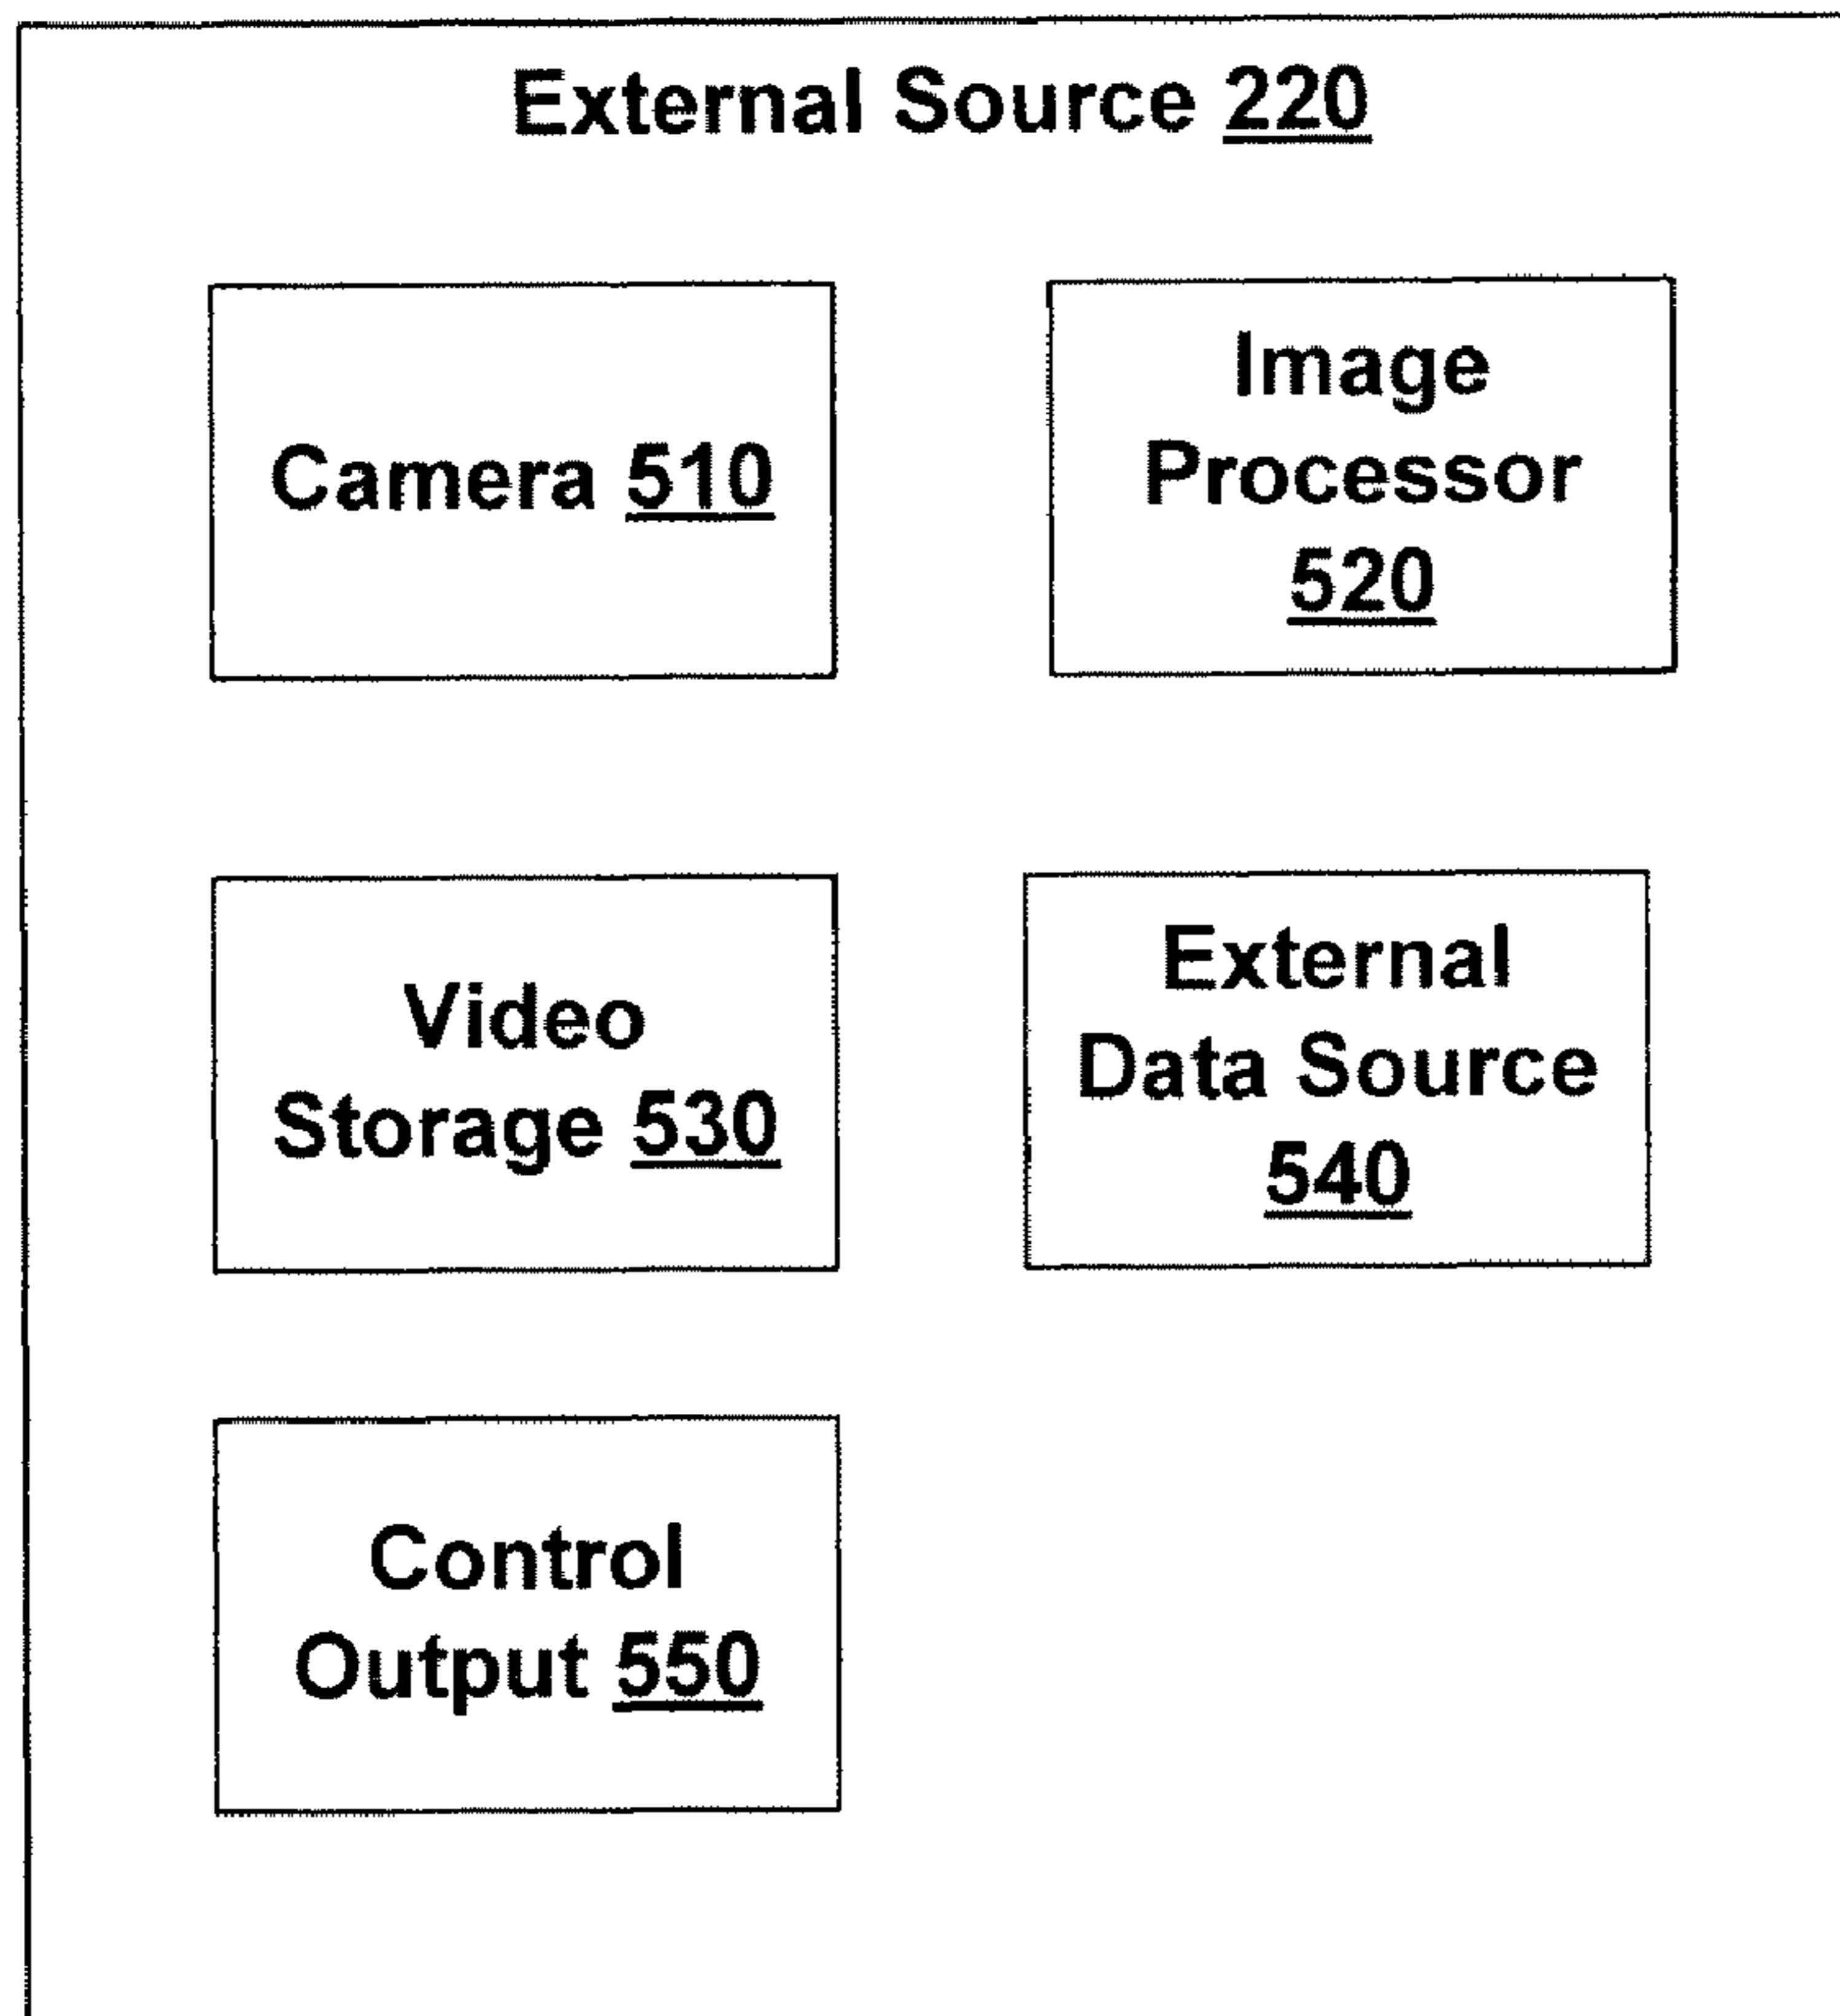 External Source 220
Camera 510
Image
Processor
520
Video
Storage 530
External
Data Source
540
Control
Output 550